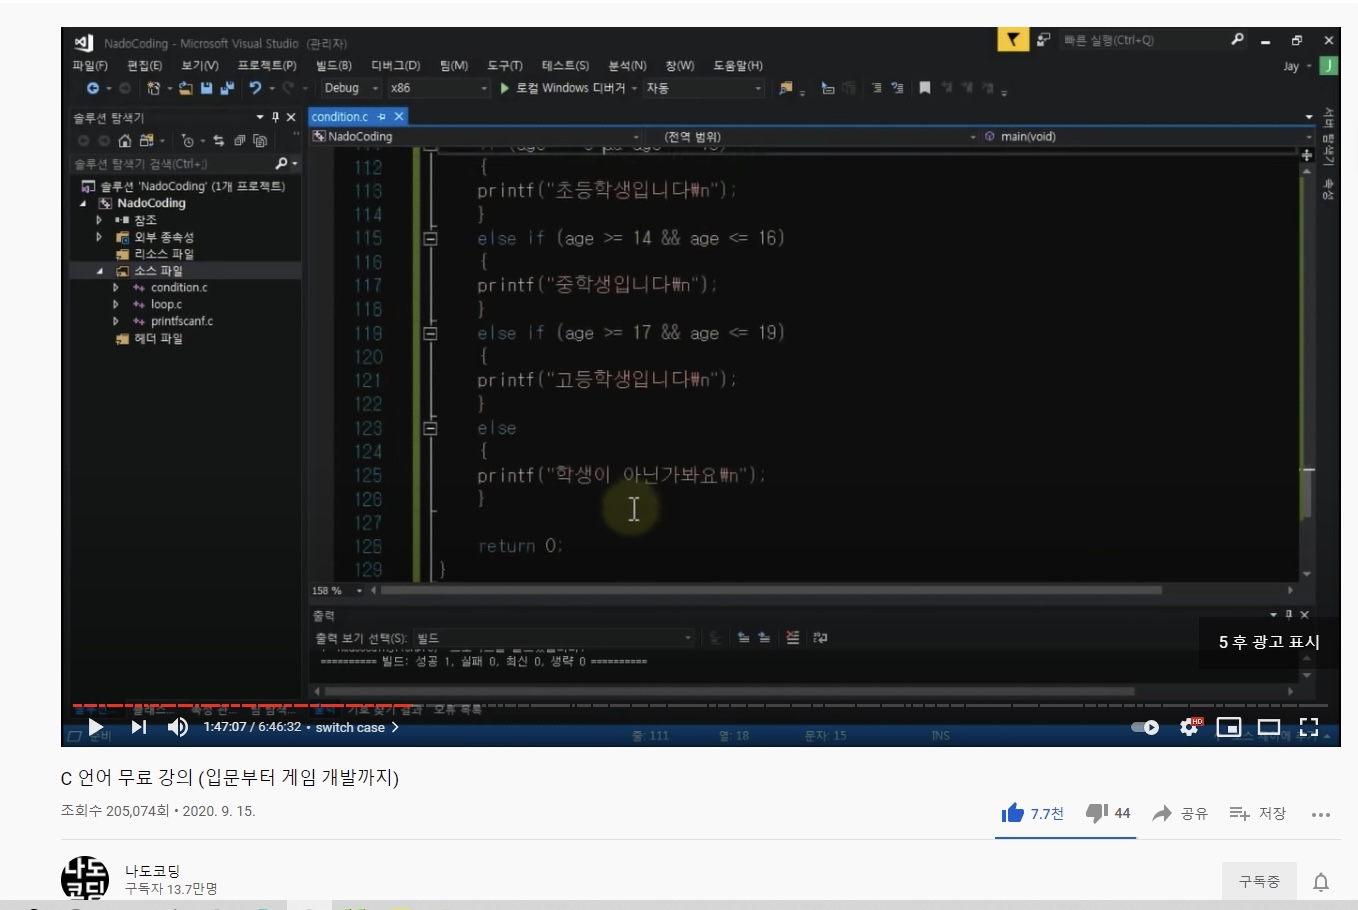 NadoCoding - Microsoft Visual Studio (관리자)
빠른 실행(Ctrl+Q)
파일(F) 편집(E) 보기(V) 프로젝트(P) 빌드(B) 디버그(D) 팀(M) 도구(T) 테스트(S) 분석(N) 창(W) 도움말(H)
Jay J
Debug x86 로컬 Windows 디버거 자동
솔루션 탐색기
condition.c
NadoCoding (전역 범위) main(void)
서버 탐색기
속성
솔루션 탐색기 검색(Ctrl+;)
솔루션 'NadoCoding' (1개 프로젝트)
NadoCoding
참조
외부 종속성
리소스 파일
소스 파일
condition.c
loop.c
printfscanf.c
헤더 파일
112 {
113 printf("초등학생입니다₩n");
114 }
115 else if (age >= 14 && age <= 16)
116 {
117 printf("중학생입니다₩n");
118 }
119 else if (age >= 17 && age <= 19)
120 {
121 printf("고등학생입니다₩n");
122 }
123 else
124 {
125 printf("학생이 아닌가봐요₩n");
126 }
127
128 return 0;
129 }
158 %
출력
출력 보기 선택(S): 빌드
========== 빌드: 성공 1, 실패 0, 최신 0, 생략 0 ==========
5 후 광고 표시
1:47:07 / 6:46:32 • switch case >
HD
준비 줄: 111 열: 18 문자: 15 INS
C 언어 무료 강의 (입문부터 게임 개발까지)
조회수 205,074회 • 2020. 9. 15.
7.7천 44 공유 저장
나도코딩
나도코딩
구독자 13.7만명
구독중